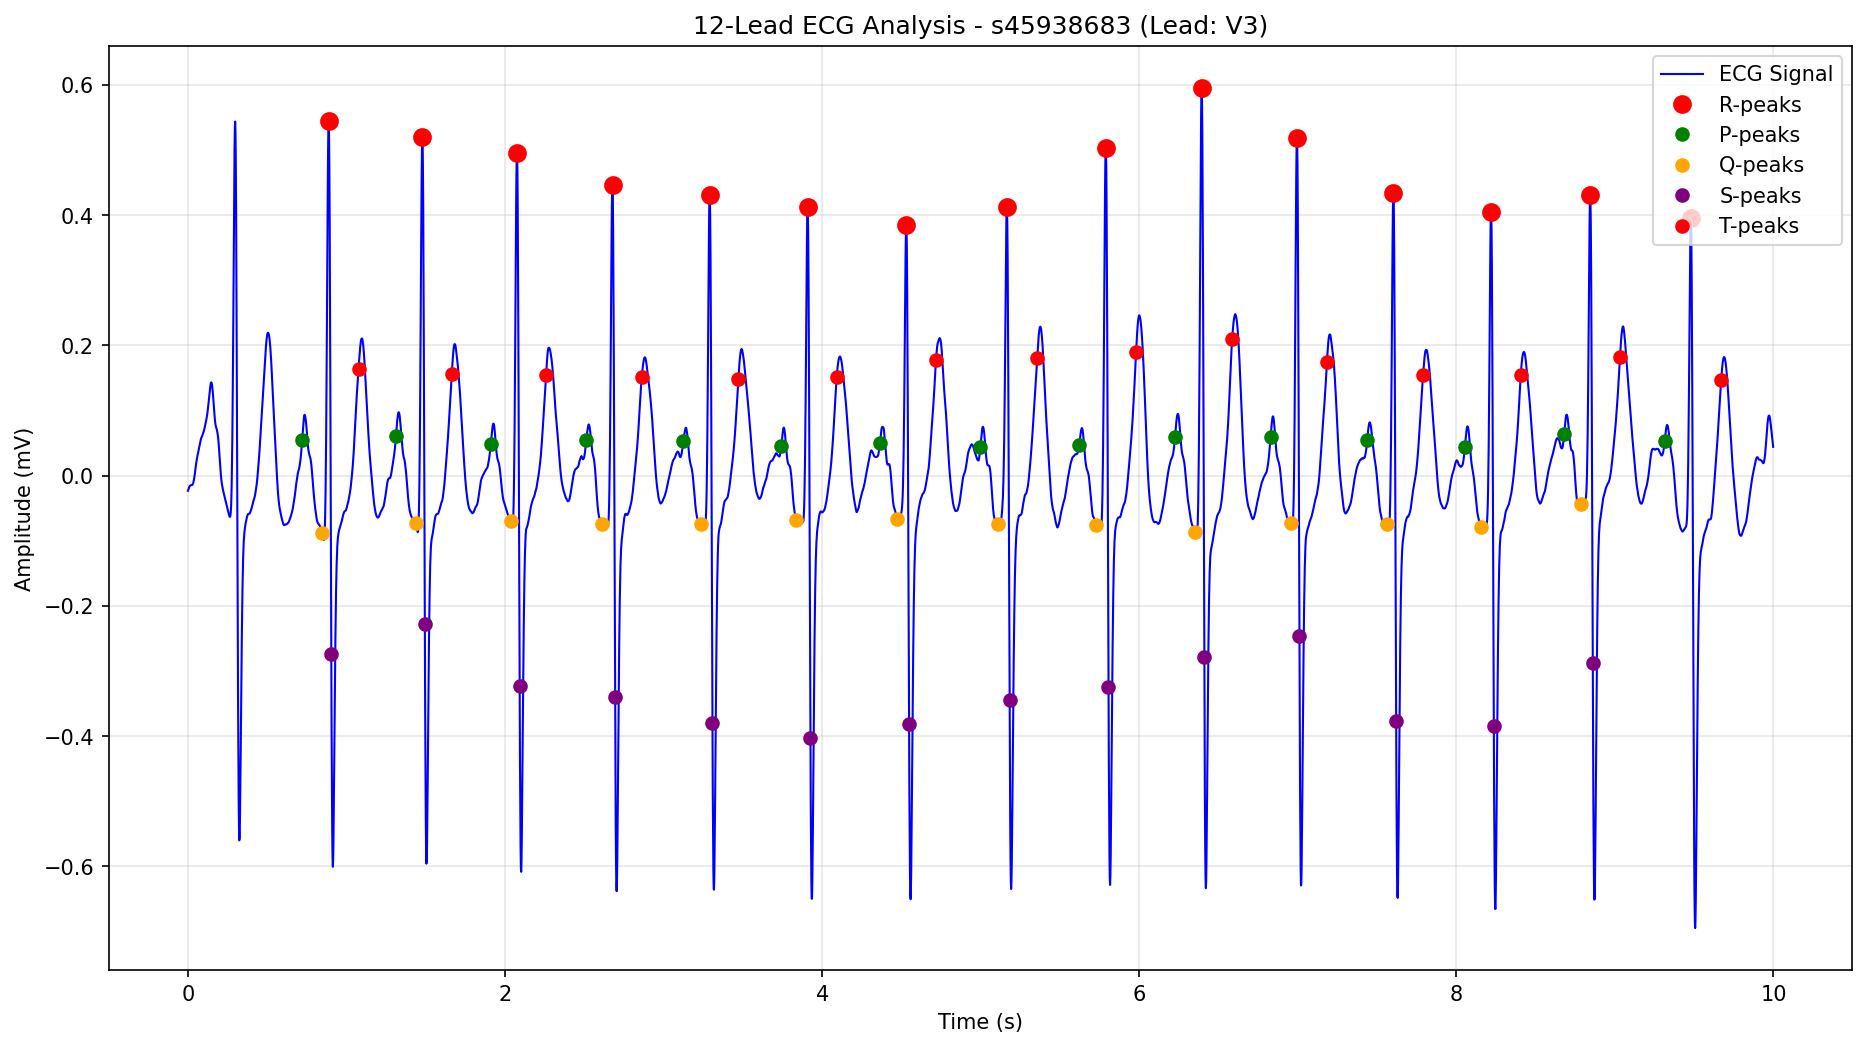 12-Lead ECG Analysis - s45938683 (Lead: V3)
ECG Signal
R-peaks
P-peaks
Q-peaks
S-peaks
T-peaks
Amplitude (mV)
0.6
0.4
0.2
0.0
−0.2
−0.4
−0.6
0
2
4
6
8
10
Time (s)